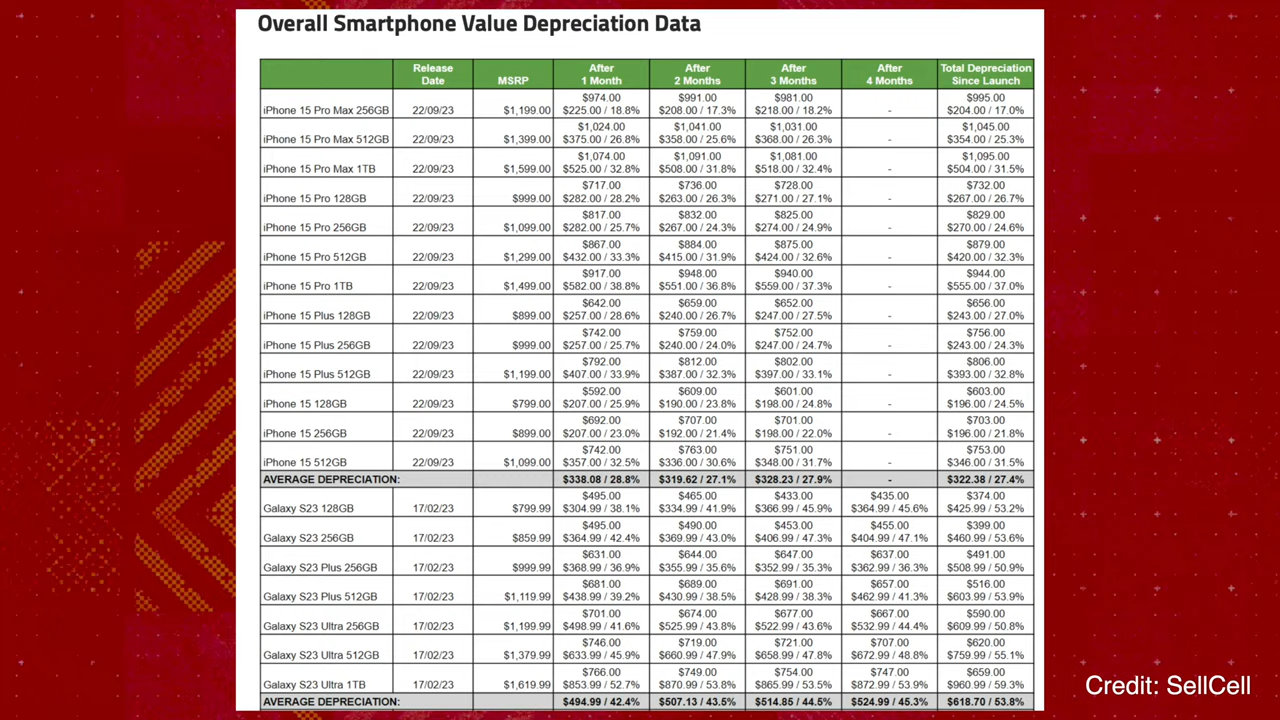 Overall Smartphone Value Depreciation Data
Release Date MSRP After 1 Month After 2 Months After 3 Months After 4 Months Total Depreciation Since Launch
$974.00 $991.00 $981.00 $995.00
iPhone 15 Pro Max 256GB 22/09/23 $1,199.00 $225.00 / 18.8% $208.00 / 17.3% $218.00 / 18.2% - $204.00 / 17.0%
$1,024.00 $1,041.00 $1,031.00 $1,045.00
iPhone 15 Pro Max 512GB 22/09/23 $1,399.00 $375.00 / 26.8% $358.00 / 25.6% $368.00 / 26.3% - $354.00 / 25.3%
$1,074.00 $1,091.00 $1,081.00 $1,095.00
iPhone 15 Pro Max 1TB 22/09/23 $1,599.00 $525.00 / 32.8% $508.00 / 31.8% $518.00 / 32.4% - $504.00 / 31.5%
$717.00 $736.00 $728.00 $732.00
iPhone 15 Pro 128GB 22/09/23 $999.00 $282.00 / 28.2% $263.00 / 26.3% $271.00 / 27.1% - $267.00 / 26.7%
$817.00 $832.00 $825.00 $829.00
iPhone 15 Pro 256GB 22/09/23 $1,099.00 $282.00 / 25.7% $267.00 / 24.3% $274.00 / 24.9% - $270.00 / 24.6%
$867.00 $884.00 $875.00 $879.00
iPhone 15 Pro 512GB 22/09/23 $1,299.00 $432.00 / 33.3% $415.00 / 31.9% $424.00 / 32.6% - $420.00 / 32.3%
$917.00 $948.00 $940.00 $944.00
iPhone 15 Pro 1TB 22/09/23 $1,499.00 $582.00 / 38.8% $551.00 / 36.8% $559.00 / 37.3% - $555.00 / 37.0%
$642.00 $659.00 $652.00 $656.00
iPhone 15 Plus 128GB 22/09/23 $899.00 $257.00 / 28.6% $240.00 / 26.7% $247.00 / 27.5% - $243.00 / 27.0%
$742.00 $759.00 $752.00 $756.00
iPhone 15 Plus 256GB 22/09/23 $999.00 $257.00 / 25.7% $240.00 / 24.0% $247.00 / 24.7% - $243.00 / 24.3%
$792.00 $812.00 $802.00 $806.00
iPhone 15 Plus 512GB 22/09/23 $1,199.00 $407.00 / 33.9% $387.00 / 32.3% $397.00 / 33.1% - $393.00 / 32.8%
$592.00 $609.00 $601.00 $603.00
iPhone 15 128GB 22/09/23 $799.00 $207.00 / 25.9% $190.00 / 23.8% $198.00 / 24.8% - $196.00 / 24.5%
$692.00 $707.00 $701.00 $703.00
iPhone 15 256GB 22/09/23 $899.00 $207.00 / 23.0% $192.00 / 21.4% $198.00 / 22.0% - $196.00 / 21.8%
$742.00 $763.00 $751.00 $753.00
iPhone 15 512GB 22/09/23 $1,099.00 $357.00 / 32.5% $336.00 / 30.6% $348.00 / 31.7% - $346.00 / 31.5%
AVERAGE DEPRECIATION: $338.08 / 28.8% $319.62 / 27.1% $328.23 / 27.9% - $322.38 / 27.4%
$495.00 $465.00 $433.00 $435.00 $374.00
Galaxy S23 128GB 17/02/23 $799.99 $304.99 / 38.1% $334.99 / 41.9% $366.99 / 45.9% $364.99 / 45.6% $425.99 / 53.2%
$495.00 $490.00 $453.00 $455.00 $399.00
Galaxy S23 256GB 17/02/23 $859.99 $364.99 / 42.4% $369.99 / 43.0% $406.99 / 47.3% $404.99 / 47.1% $460.99 / 53.6%
$631.00 $644.00 $647.00 $637.00 $491.00
Galaxy S23 Plus 256GB 17/02/23 $999.99 $368.99 / 36.9% $355.99 / 35.6% $352.99 / 35.3% $362.99 / 36.3% $508.99 / 50.9%
$681.00 $689.00 $691.00 $657.00 $516.00
Galaxy S23 Plus 512GB 17/02/23 $1,119.99 $438.99 / 39.2% $430.99 / 38.5% $428.99 / 38.3% $462.99 / 41.3% $603.99 / 53.9%
$701.00 $674.00 $677.00 $667.00 $590.00
Galaxy S23 Ultra 256GB 17/02/23 $1,199.99 $498.99 / 41.6% $525.99 / 43.8% $522.99 / 43.6% $532.99 / 44.4% $609.99 / 50.8%
$746.00 $719.00 $721.00 $707.00 $620.00
Galaxy S23 Ultra 512GB 17/02/23 $1,379.99 $633.99 / 45.9% $660.99 / 47.9% $658.99 / 47.8% $672.99 / 48.8% $759.99 / 55.1%
$766.00 $749.00 $754.00 $747.00 $659.00
Galaxy S23 Ultra 1TB 17/02/23 $1,619.99 $853.99 / 52.7% $870.99 / 53.8% $865.99 / 53.5% $872.99 / 53.9% $960.99 / 59.3%
AVERAGE DEPRECIATION: $494.99 / 42.4% $507.13 / 43.5% $514.85 / 44.5% $524.99 / 45.3% $618.70 / 53.8%
Credit: SellCell